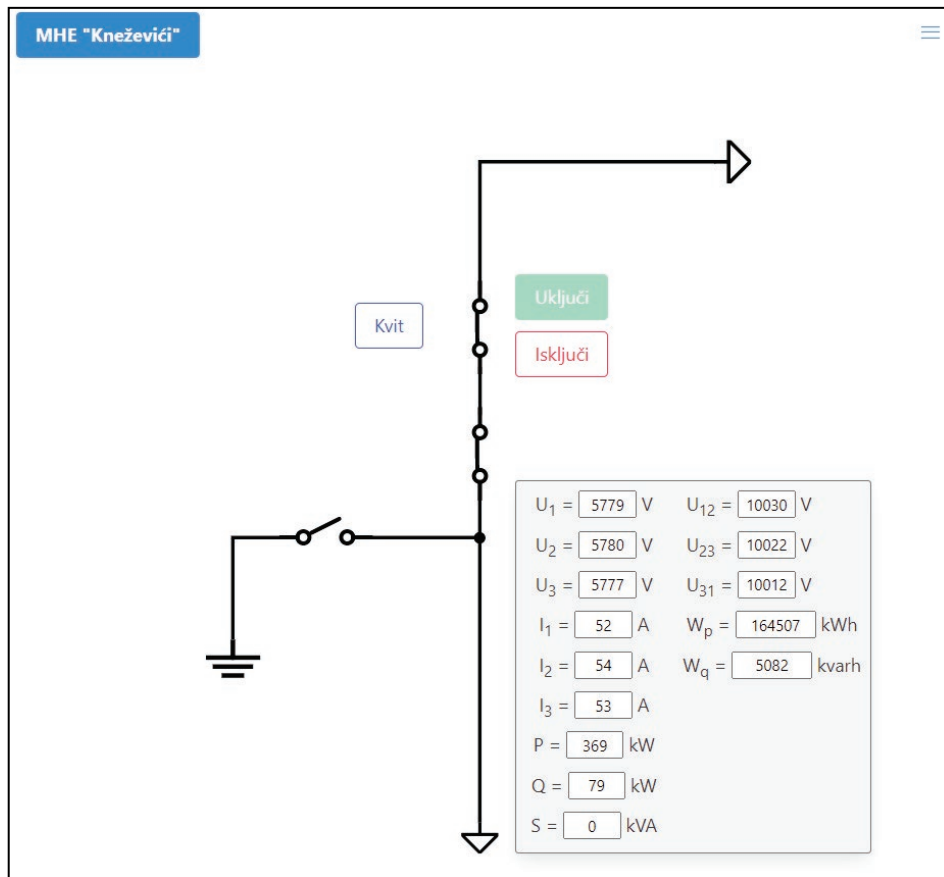 MHE "Kneževići"
Uključi
Kvit
Isključi
U1 = 5779 V U12 = 10030 V
U2 = 5780 V U23 = 10022 V
U3 = 5777 V U31 = 10012 V
I1 = 52 A Wp = 164507 kWh
I2 = 54 A Wq = 5082 kvarh
I3 = 53 A
P = 369 kW
Q = 79 kW
S = 0 kVA